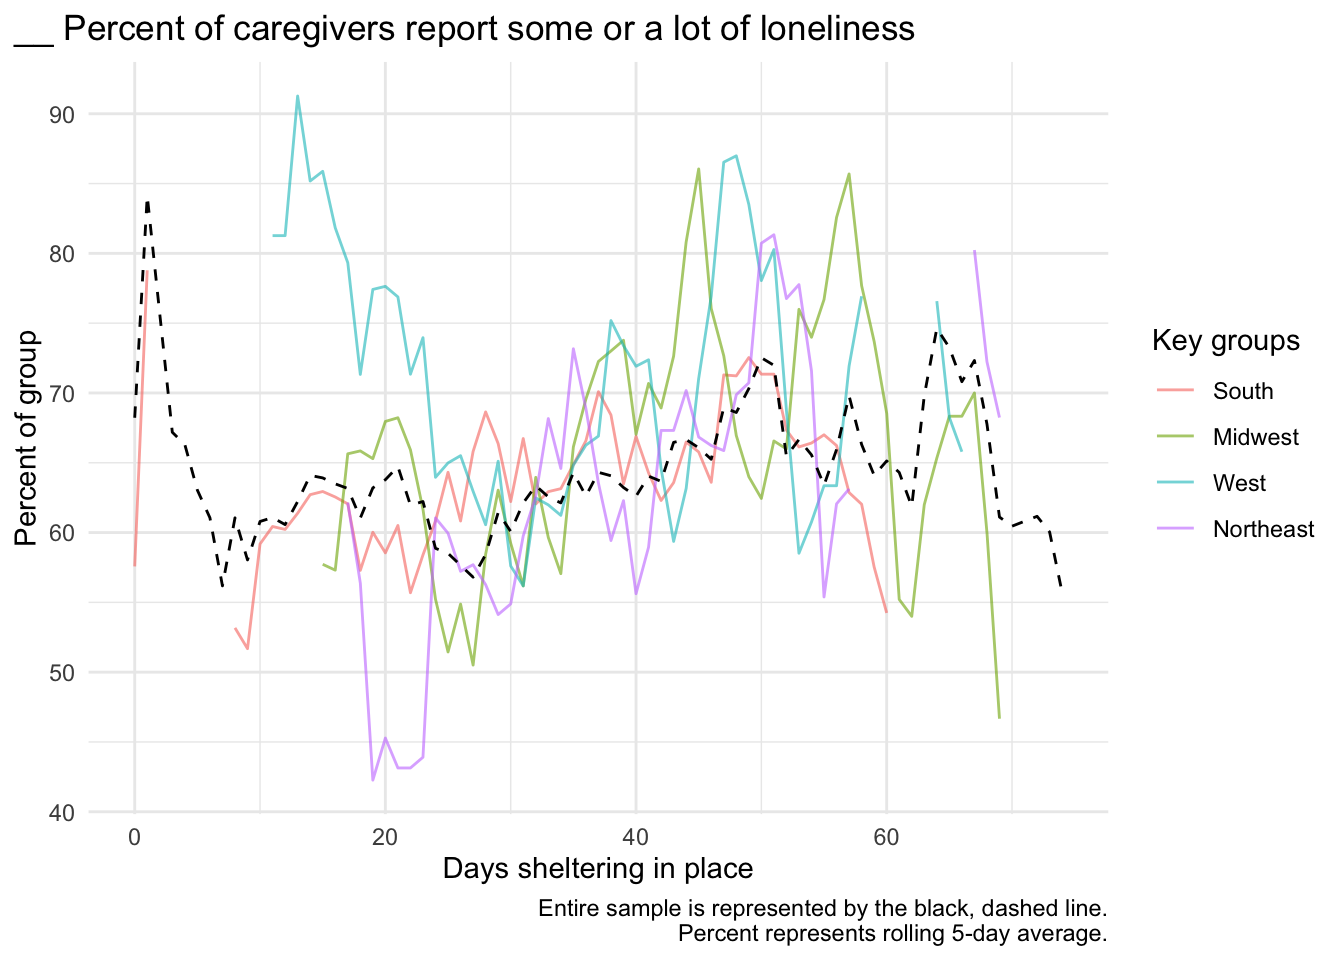 __ Percent of caregivers report some or a lot of loneliness
Percent of group
90
80
70
60
50
40
0
20
40
60
Days sheltering in place
Key groups
South
Midwest
West
Northeast
Entire sample is represented by the black, dashed line.
Percent represents rolling 5-day average.